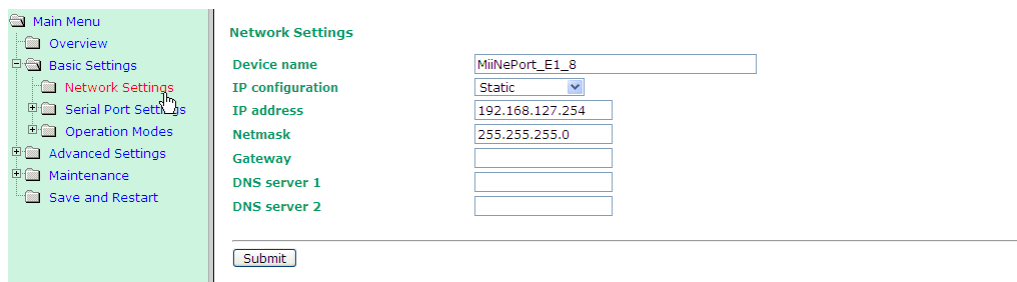 Main Menu
Overview
Basic Settings
Network Settings
Serial Port Settings
Operation Modes
Advanced Settings
Maintenance
Save and Restart
Network Settings
Device name MiiNePort_E1_8
IP configuration Static
IP address 192.168.127.254
Netmask 255.255.255.0
Gateway
DNS server 1
DNS server 2
Submit